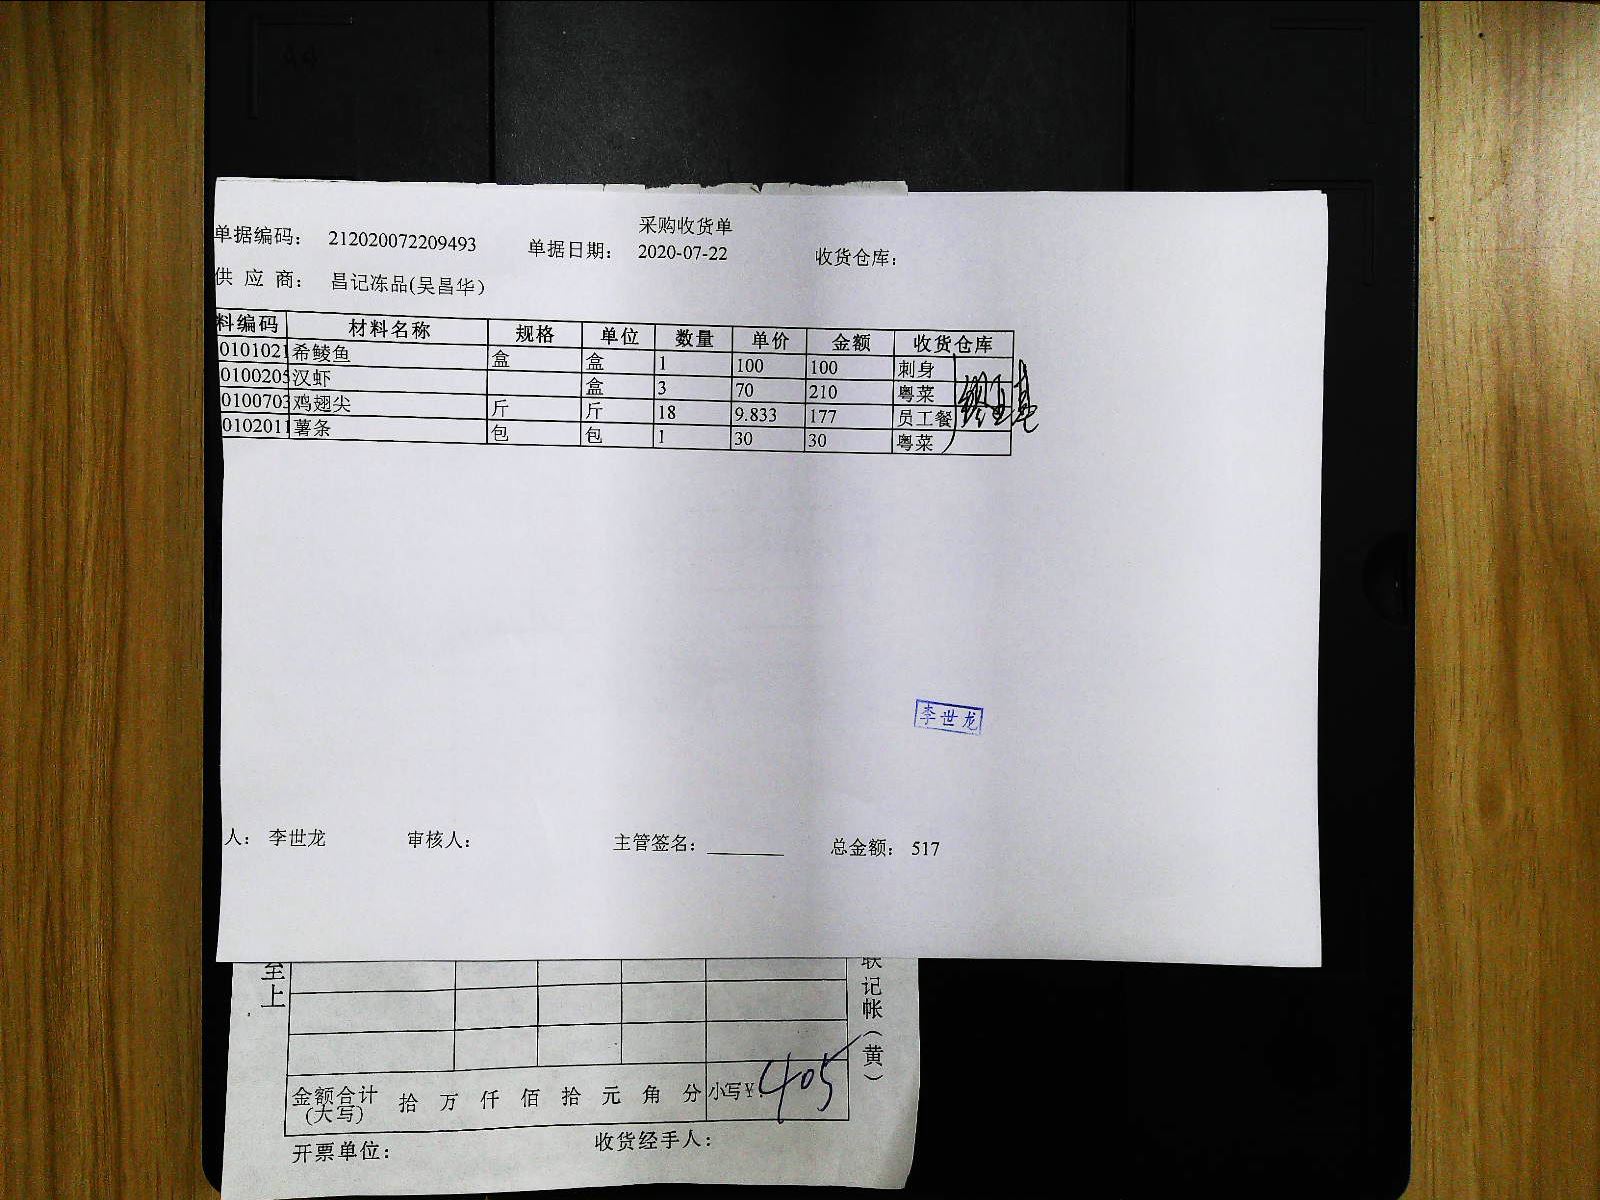 采购收货单
单据编码： 212020072209493 单据日期： 2020-07-22 收货仓库：
供 应 商： 昌记冻品(吴昌华)
料编码 材料名称 规格 单位 数量 单价 金额 收货仓库
0101021 希鲮鱼 盒 盒 1 100 100 刺身
0100205 汉虾 盒 3 70 210 粤菜
0100703 鸡翅尖 斤 斤 18 9.833 177 员工餐
0102011 薯条 包 包 1 30 30 粤菜
李世龙
人： 李世龙 审核人： 主管签名： 总金额： 517
至上
联记帐（黄）
金额合计(大写) 拾 万 仟 佰 拾 元 角 分 小写¥ 405
开票单位： 收货经手人：